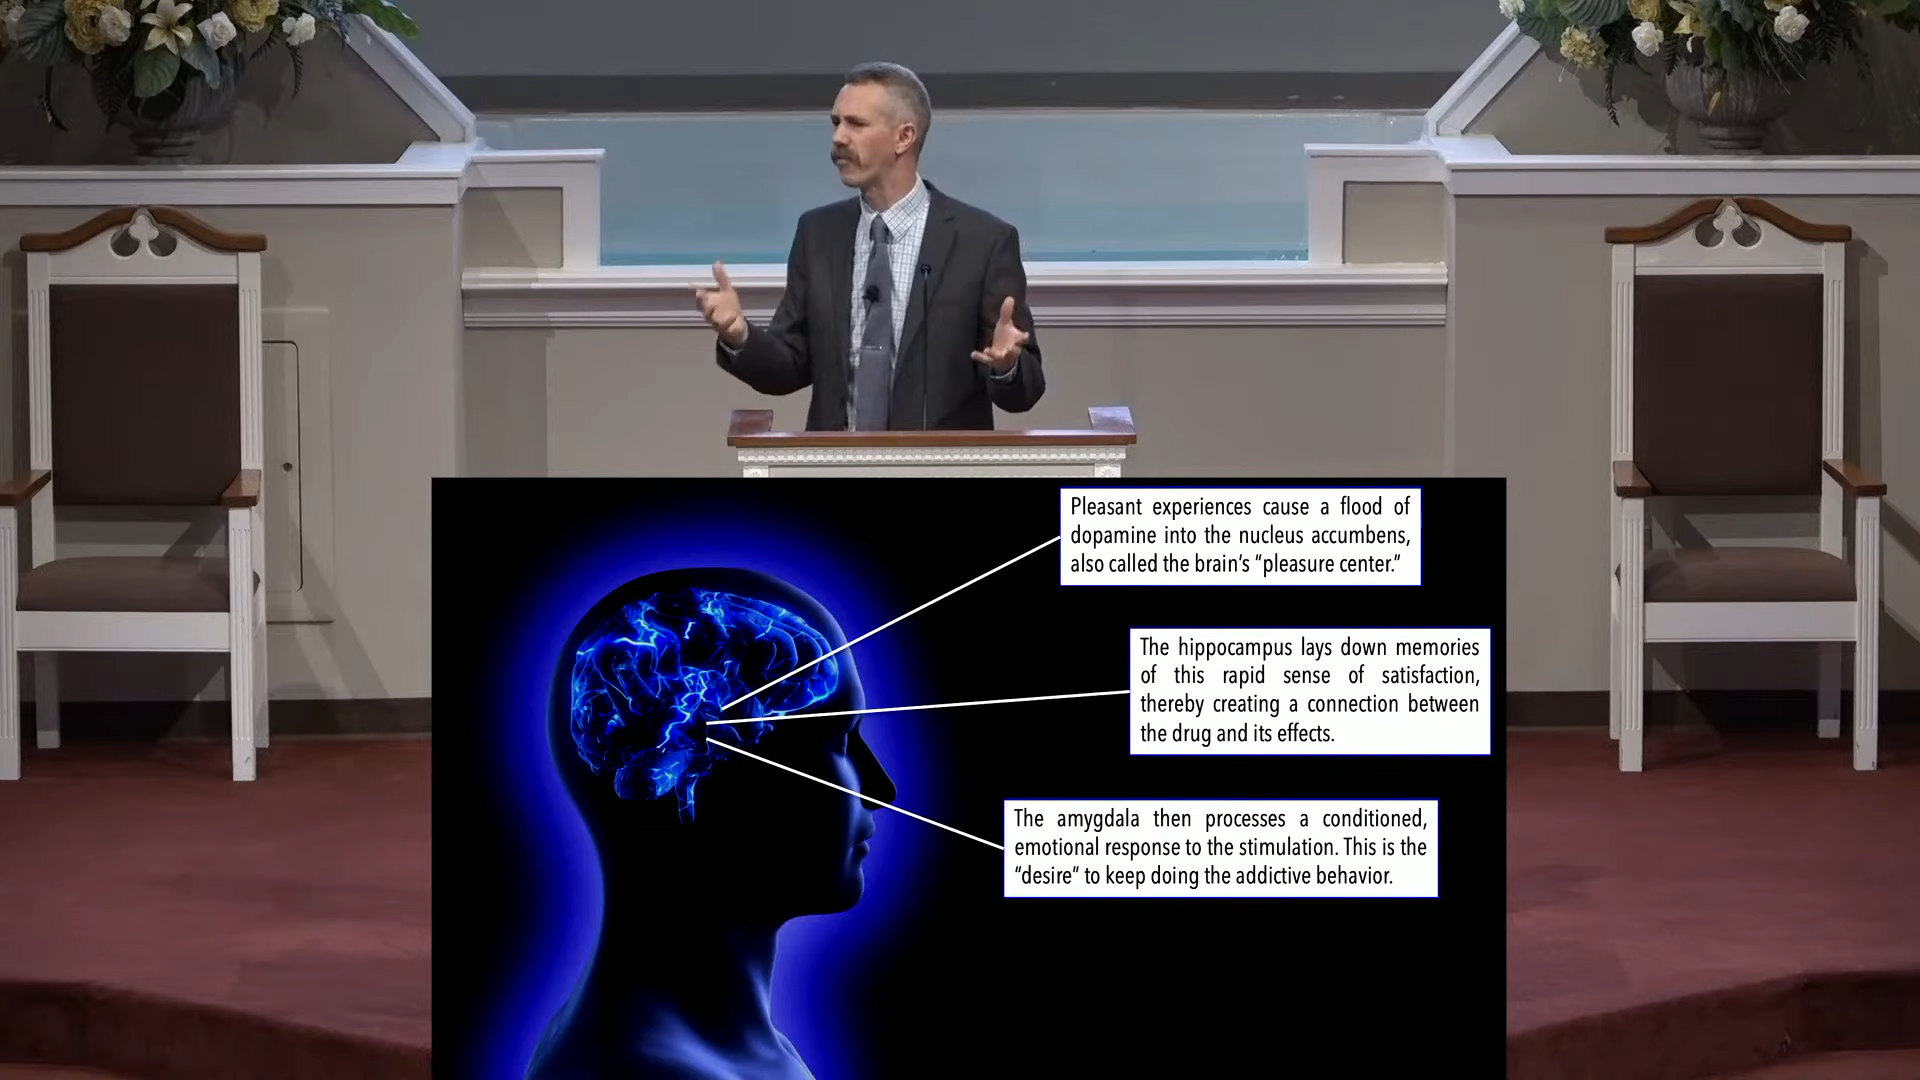 Pleasant experiences cause a flood of
dopamine into the nucleus accumbens,
also called the brain's “pleasure center.”
The hippocampus lays down memories
of this rapid sense of satisfaction,
thereby creating a connection between
the drug and its effects.
The amygdala then processes a conditioned,
emotional response to the stimulation. This is the
“desire” to keep doing the addictive behavior.